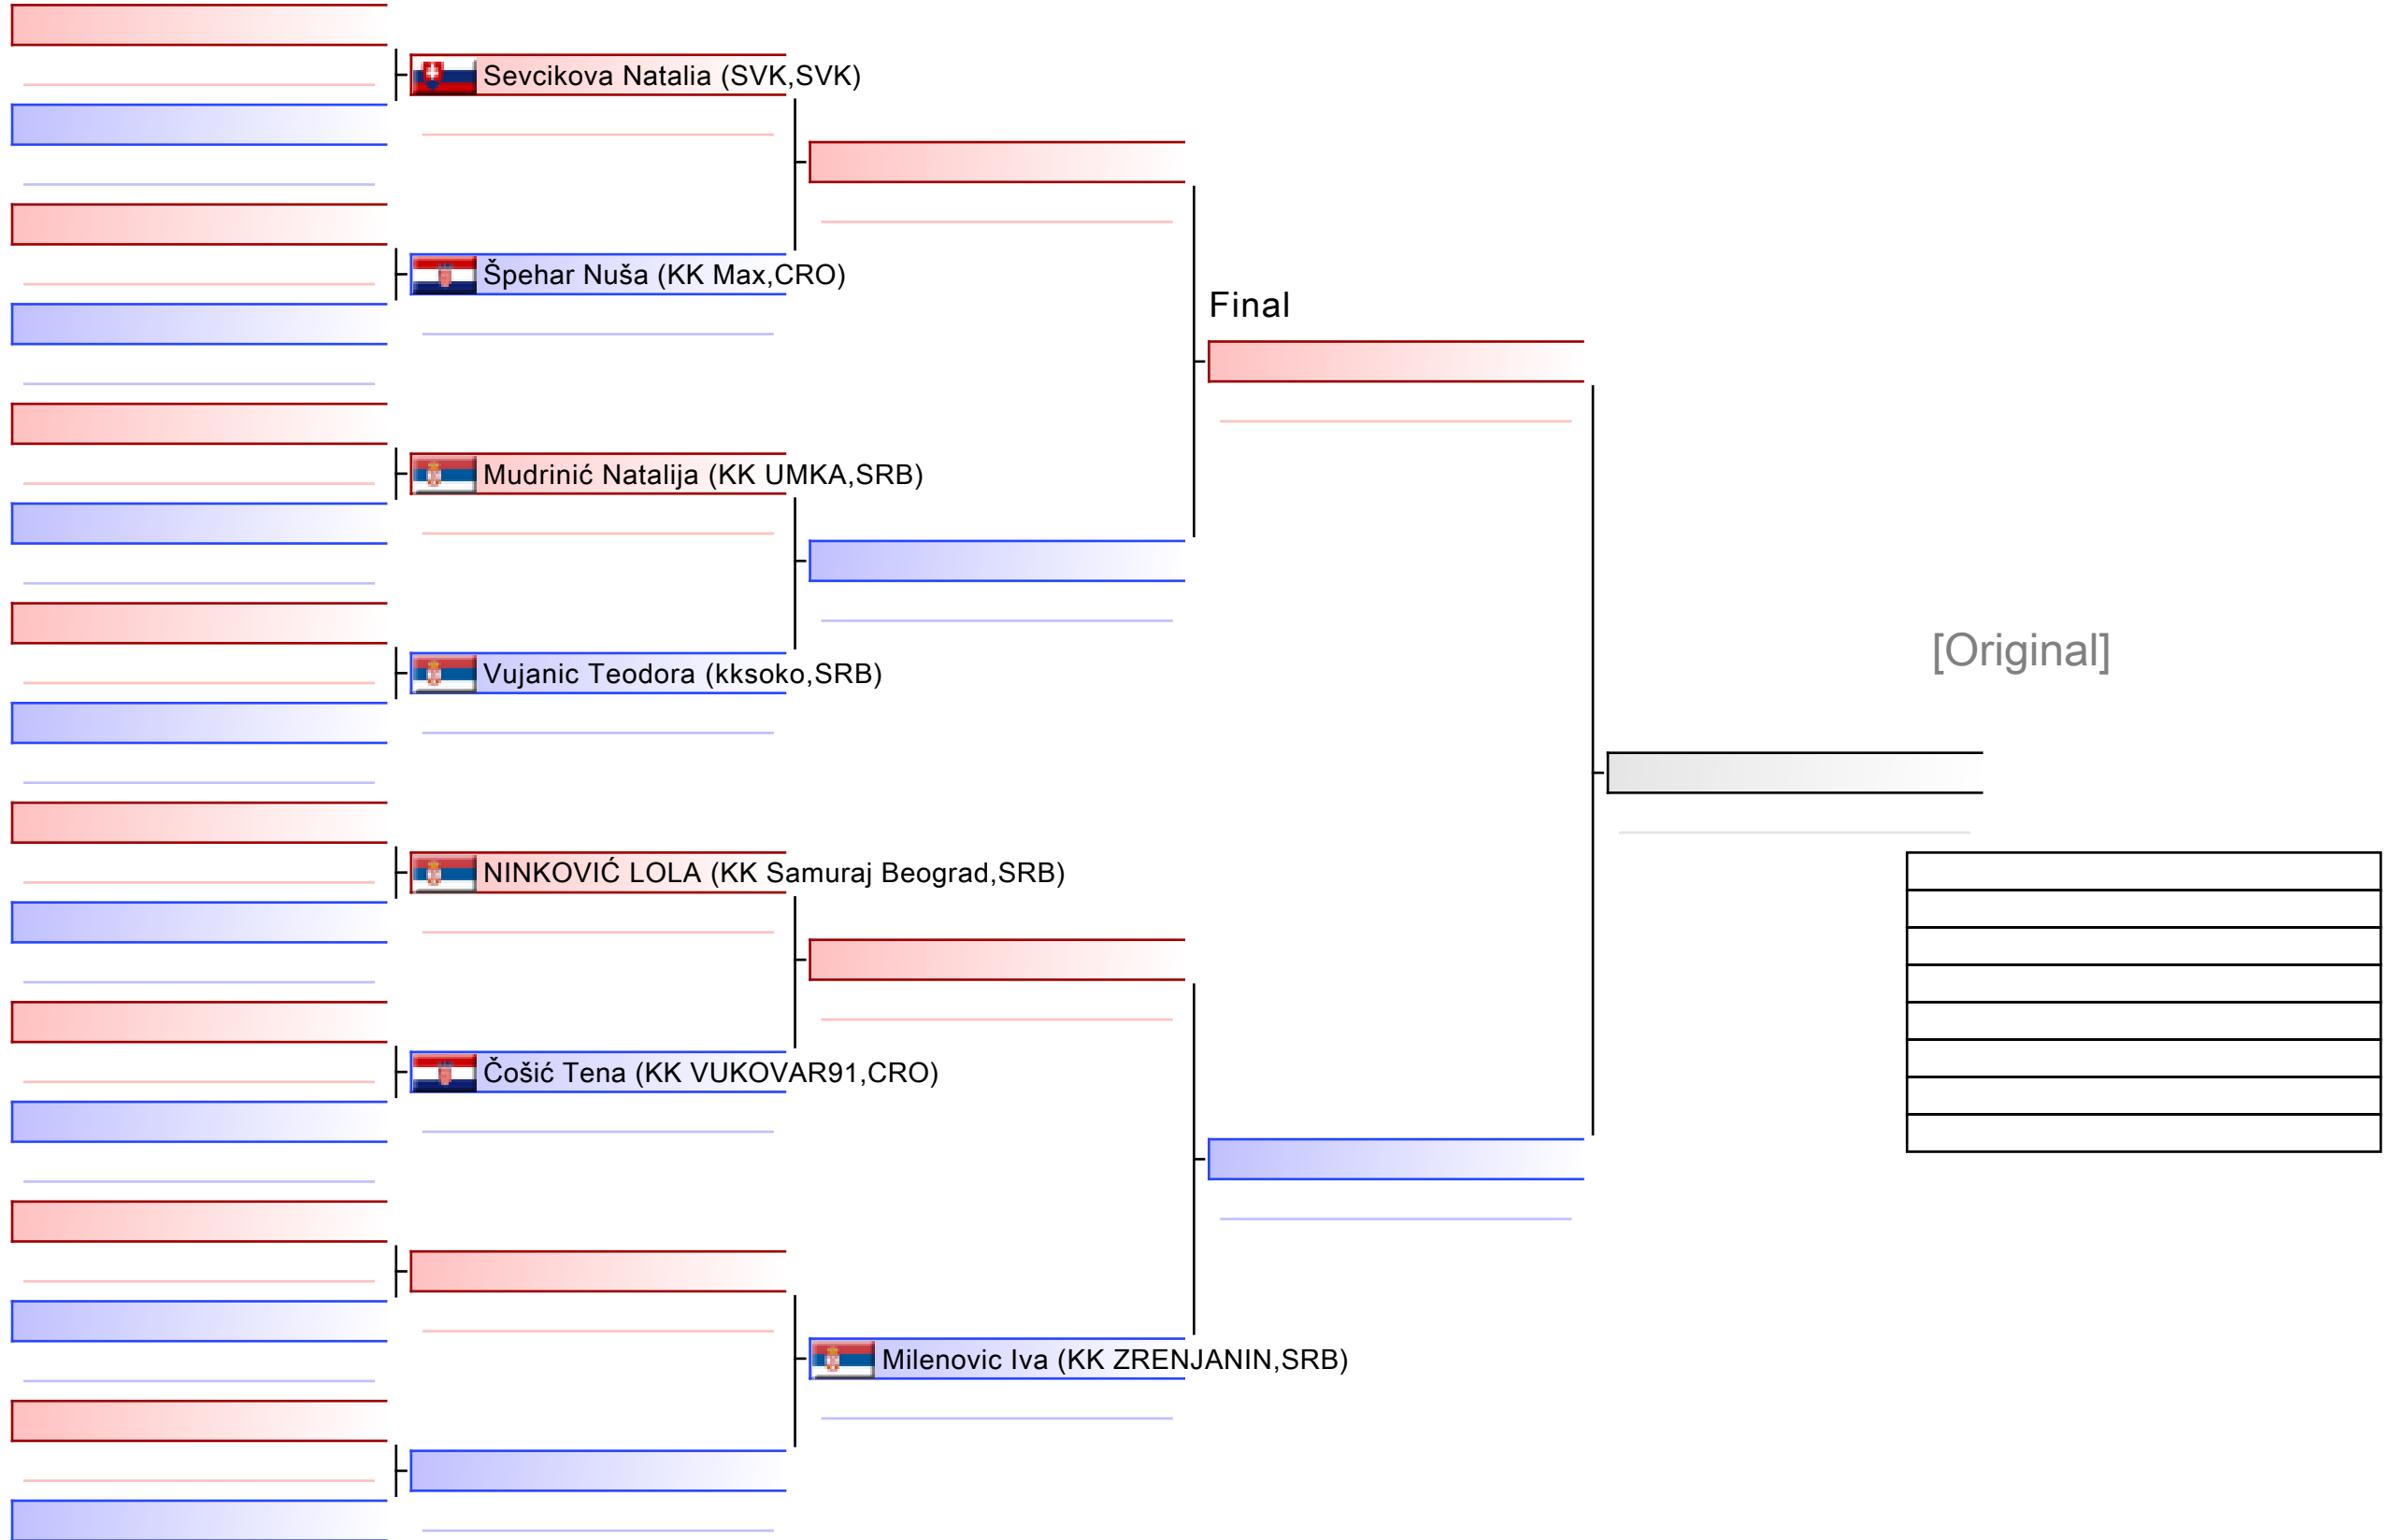 Sevcikova Natalia (SVK,SVK)
Špehar Nuša (KK Max,CRO)
Final
Mudrinić Natalija (KK UMKA,SRB)
[Original]
Vujanic Teodora (kksoko,SRB)
NINKOVIĆ LOLA (KK Samuraj Beograd,SRB)
Čošić Tena (KK VUKOVAR91,CRO)
Milenovic Iva (KK ZRENJANIN,SRB)